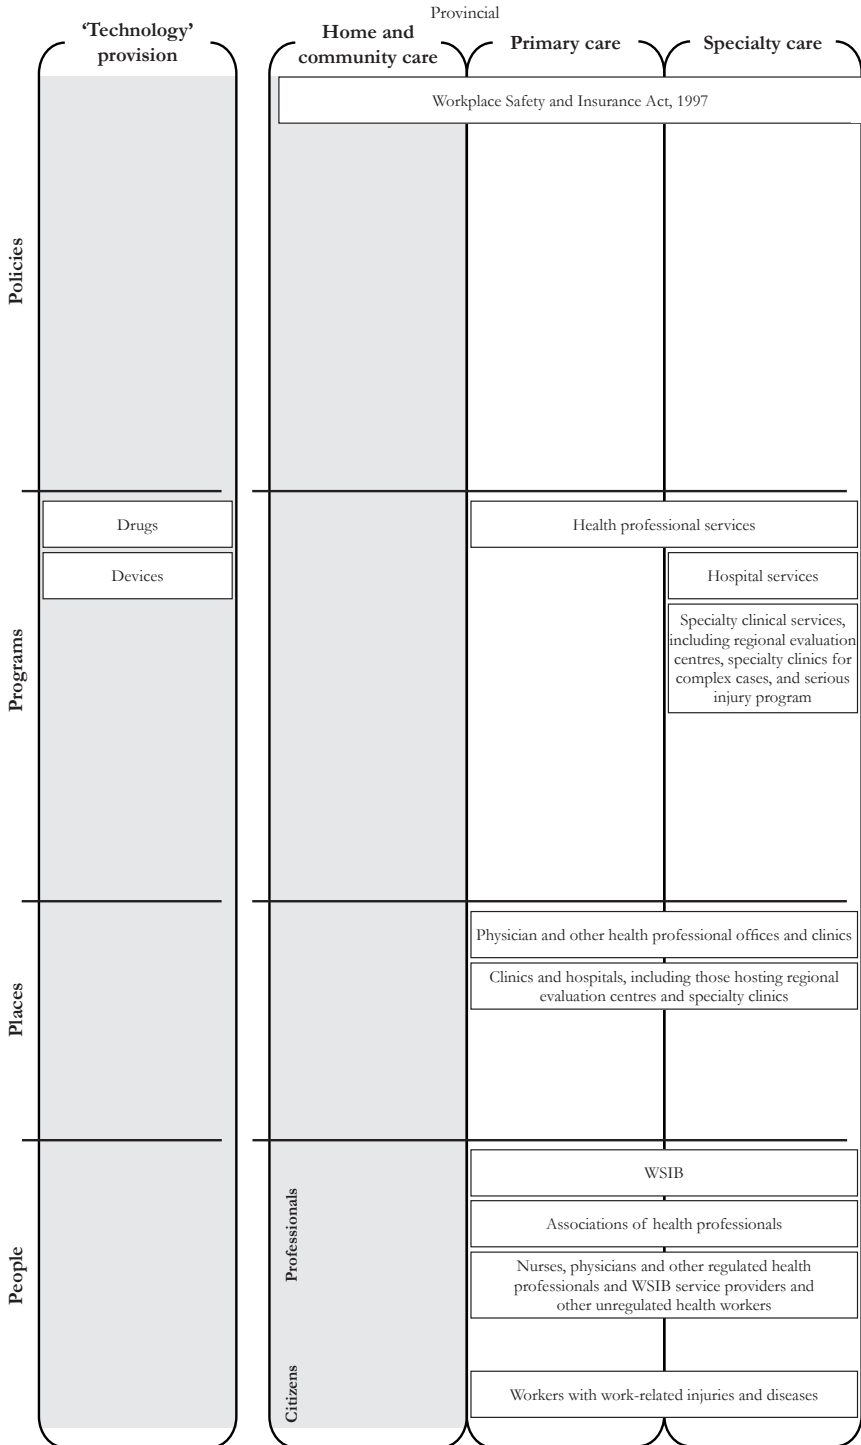 Provincial
‘Technology’
provision
Home and
community care
Primary care
Specialty care
Policies
Workplace Safety and Insurance Act, 1997
Programs
Drugs
Devices
Health professional services
Hospital services
Specialty clinical services,
including regional evaluation
centres, specialty clinics for
complex cases, and serious
injury program
Places
Physician and other health professional offices and clinics
Clinics and hospitals, including those hosting regional
evaluation centres and specialty clinics
People
Professionals
WSIB
Associations of health professionals
Nurses, physicians and other regulated health
professionals and WSIB service providers and
other unregulated health workers
Citizens
Workers with work-related injuries and diseases